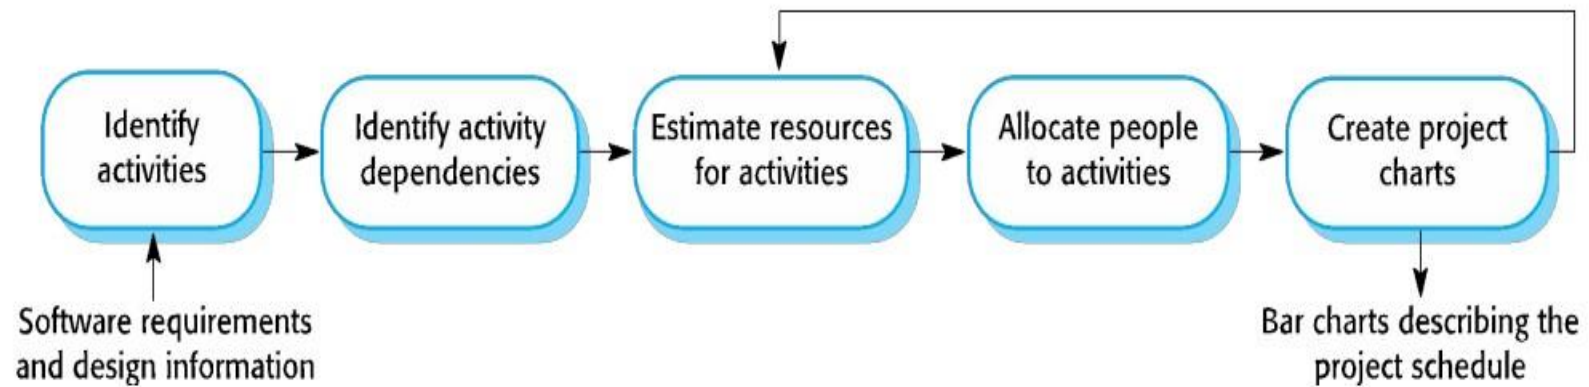 Identify
activities
Identify activity
dependencies
Estimate resources
for activities
Allocate people
to activities
Create project
charts
Software requirements
and design information
Bar charts describing the
project schedule